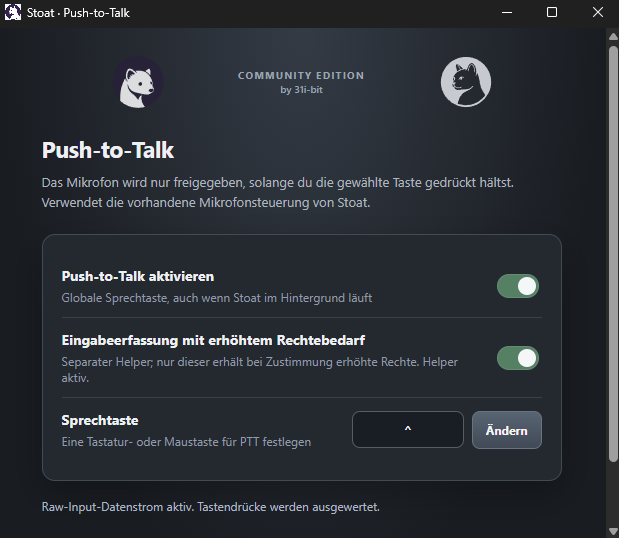 Stoat · Push-to-Talk
COMMUNITY EDITION
by 31i-bit
Push-to-Talk
Das Mikrofon wird nur freigegeben, solange du die gewählte Taste gedrückt hältst.
Verwendet die vorhandene Mikrofonsteuerung von Stoat.
Push-to-Talk aktivieren
Globale Sprechtaste, auch wenn Stoat im Hintergrund läuft
Eingabeerfassung mit erhöhtem Rechtebedarf
Separater Helper; nur dieser erhält bei Zustimmung erhöhte Rechte. Helper
aktiv.
Sprechtaste
Eine Tastatur- oder Maustaste für PTT festlegen
^
Ändern
Raw-Input-Datenstrom aktiv. Tastendrücke werden ausgewertet.